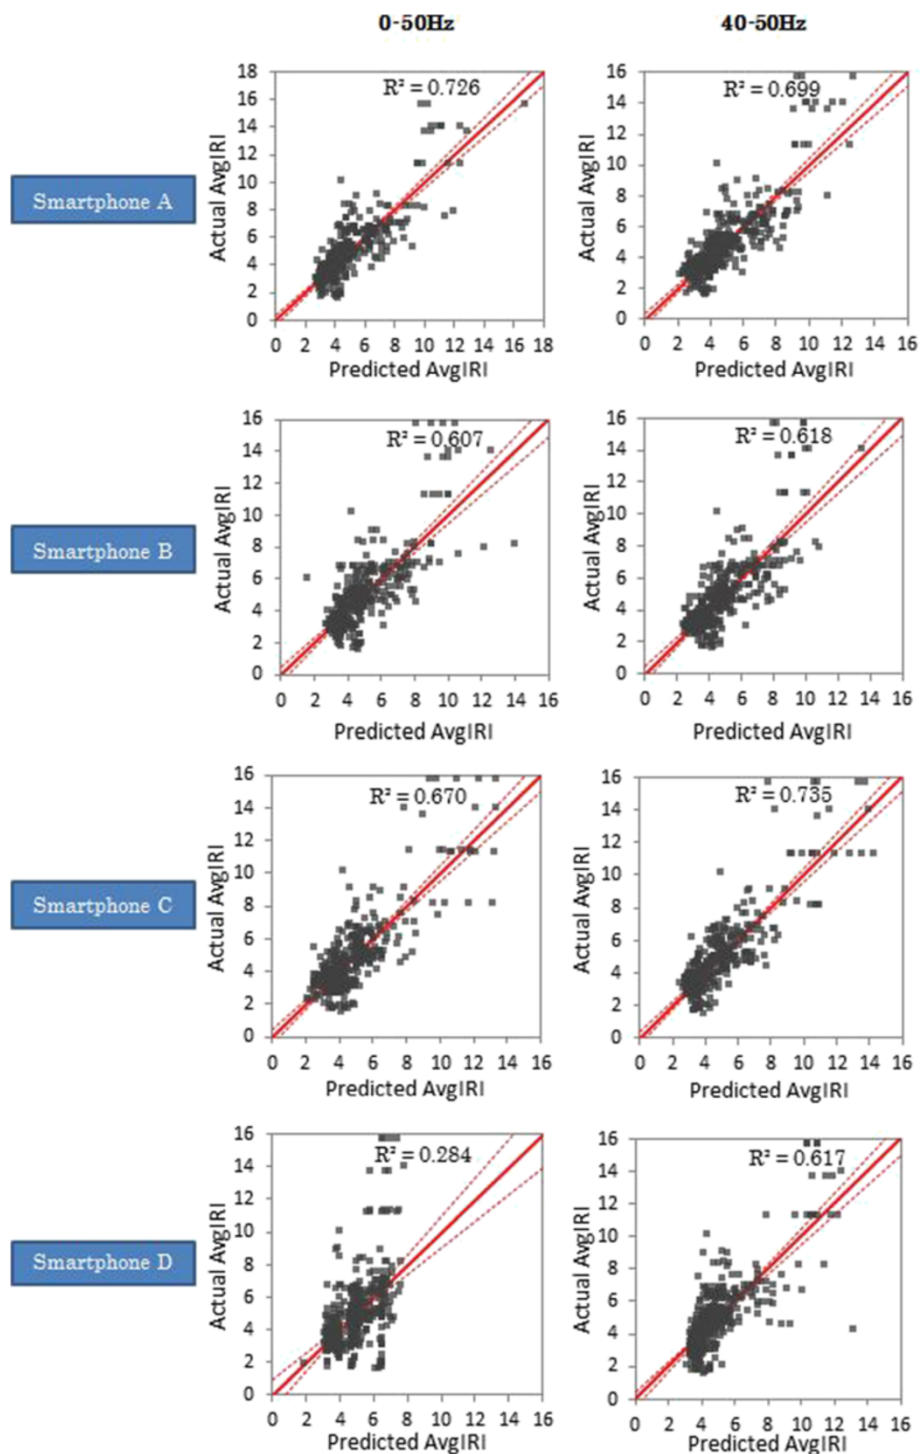 0-50Hz 40-50Hz
Smartphone A
R² = 0.726
Actual AvgIRI
18
16
14
12
10
8
6
4
2
0
0 2 4 6 8 10 12 14 16 18
Predicted AvgIRI
R² = 0.699
Actual AvgIRI
16
14
12
10
8
6
4
2
0
0 2 4 6 8 10 12 14 16
Predicted AvgIRI
Smartphone B
R² = 0.607
Actual AvgIRI
16
14
12
10
8
6
4
2
0
0 2 4 6 8 10 12 14 16
Predicted AvgIRI
R² = 0.618
Actual AvgIRI
16
14
12
10
8
6
4
2
0
0 2 4 6 8 10 12 14 16
Predicted AvgIRI
Smartphone C
R² = 0.670
Actual AvgIRI
16
14
12
10
8
6
4
2
0
0 2 4 6 8 10 12 14 16
Predicted AvgIRI
R² = 0.735
Actual AvgIRI
16
14
12
10
8
6
4
2
0
0 2 4 6 8 10 12 14 16
Predicted AvgIRI
Smartphone D
R² = 0.284
Actual AvgIRI
16
14
12
10
8
6
4
2
0
0 2 4 6 8 10 12 14 16
Predicted AvgIRI
R² = 0.617
Actual AvgIRI
16
14
12
10
8
6
4
2
0
0 2 4 6 8 10 12 14 16
Predicted AvgIRI